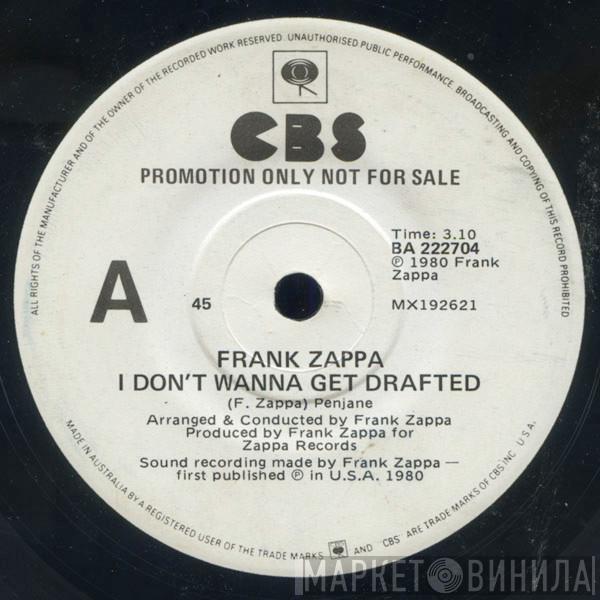 ALL RIGHTS OF THE MANUFACTURER AND OF THE OWNER OF THE RECORDED WORK RESERVED. UNAUTHORISED PUBLIC PERFORMANCE, BROADCASTING AND COPYING OF THIS RECORD PROHIBITED
CBS
PROMOTION ONLY NOT FOR SALE
Time: 3.10
BA 222704
℗ 1980 Frank
Zappa
A
45
MX192621
FRANK ZAPPA
I DON'T WANNA GET DRAFTED
(F. Zappa) Penjane
Arranged & Conducted by Frank Zappa
Produced by Frank Zappa for
Zappa Records
Sound recording made by Frank Zappa —
first published ℗ in U.S.A. 1980
MADE IN AUSTRALIA BY A REGISTERED USER OF THE TRADE MARKS AND "CBS" ARE TRADE MARKS OF CBS INC. U.S.A.
МАРКЕТ ВИНИЛА